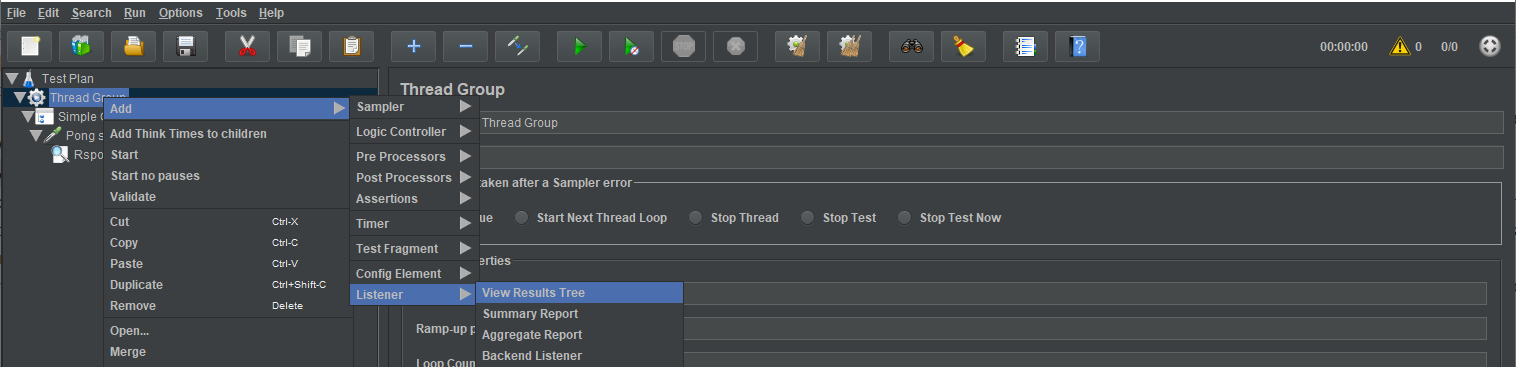 File Edit Search Run Options Tools Help
STOP 00:00:00 0 0/0
Test Plan
Thread Group
Thread Group
Add Sampler
Simple Thread Group
Add Think Times to children Logic Controller
Pong s
Start Pre Processors
Rspo
Start no pauses Post Processors
taken after a Sampler error
Validate Assertions
Cut Ctrl-X Timer ue Start Next Thread Loop Stop Thread Stop Test Stop Test Now
Copy Ctrl-C Test Fragment
Paste Ctrl-V Config Element erties
Duplicate Ctrl+Shift-C
Remove Delete Listener View Results Tree
Summary Report
Open... Ramp-up p Aggregate Report
Merge Loop Coun Backend Listener